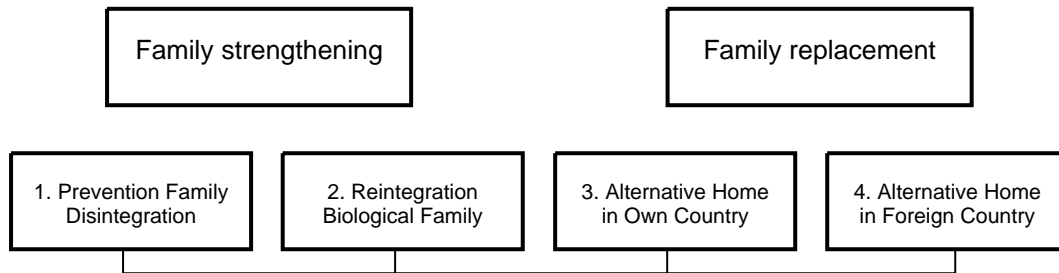 Family strengthening
Family replacement
1. Prevention Family
Disintegration
2. Reintegration
Biological Family
3. Alternative Home
in Own Country
4. Alternative Home
in Foreign Country